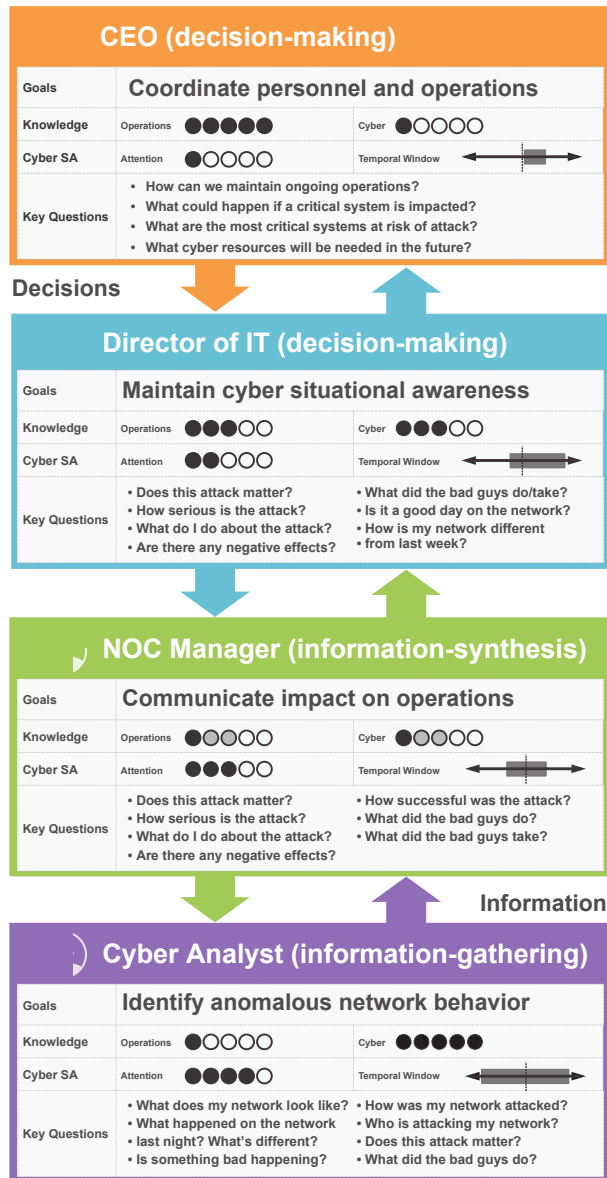 CEO (decision-making)
Goals
Coordinate personnel and operations
Knowledge
Operations
Cyber
Cyber SA
Attention
Temporal Window
Key Questions
• How can we maintain ongoing operations?
• What could happen if a critical system is impacted?
• What are the most critical systems at risk of attack?
• What cyber resources will be needed in the future?
Decisions
Director of IT (decision-making)
Goals
Maintain cyber situational awareness
Knowledge
Operations
Cyber
Cyber SA
Attention
Temporal Window
Key Questions
• Does this attack matter?
• How serious is the attack?
• What do I do about the attack?
• Are there any negative effects?
• What did the bad guys do/take?
• Is it a good day on the network?
• How is my network different
• from last week?
NOC Manager (information-synthesis)
Goals
Communicate impact on operations
Knowledge
Operations
Cyber
Cyber SA
Attention
Temporal Window
Key Questions
• Does this attack matter?
• How serious is the attack?
• What do I do about the attack?
• Are there any negative effects?
• How successful was the attack?
• What did the bad guys do?
• What did the bad guys take?
Information
Cyber Analyst (information-gathering)
Goals
Identify anomalous network behavior
Knowledge
Operations
Cyber
Cyber SA
Attention
Temporal Window
Key Questions
• What does my network look like?
• What happened on the network
• last night? What's different?
• Is something bad happening?
• How was my network attacked?
• Who is attacking my network?
• Does this attack matter?
• What did the bad guys do?